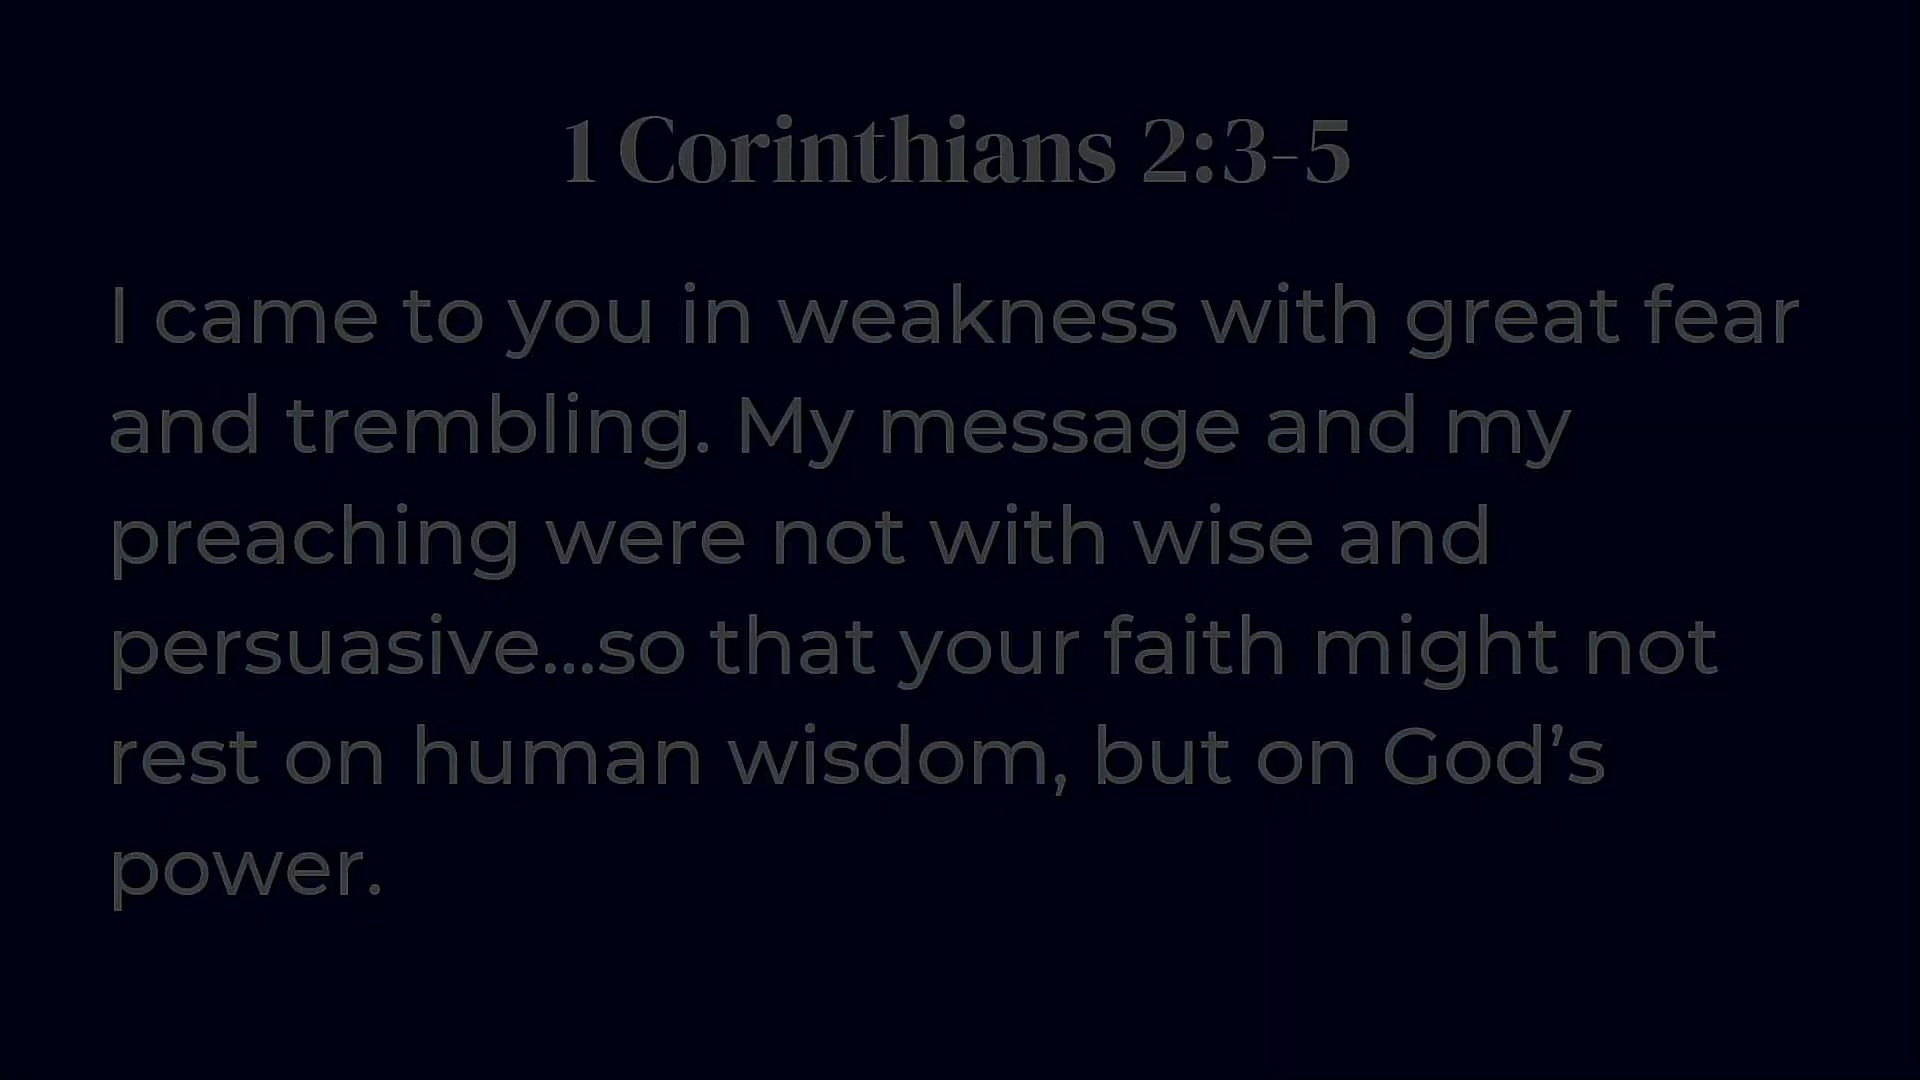 1 Corinthians 2:3-5
I came to you in weakness with great fear
and trembling. My message and my
preaching were not with wise and
persuasive...so that your faith might not
rest on human wisdom, but on God’s
power.